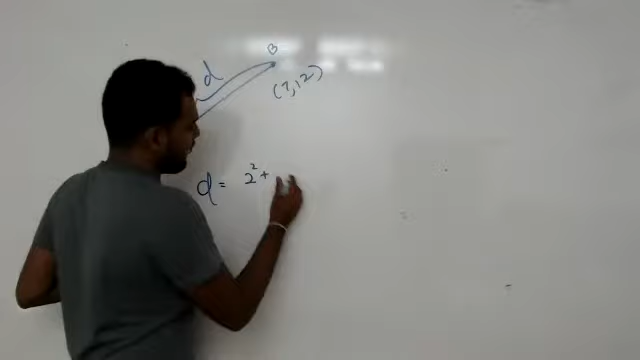 B
d
(7,12)
d = 2² +